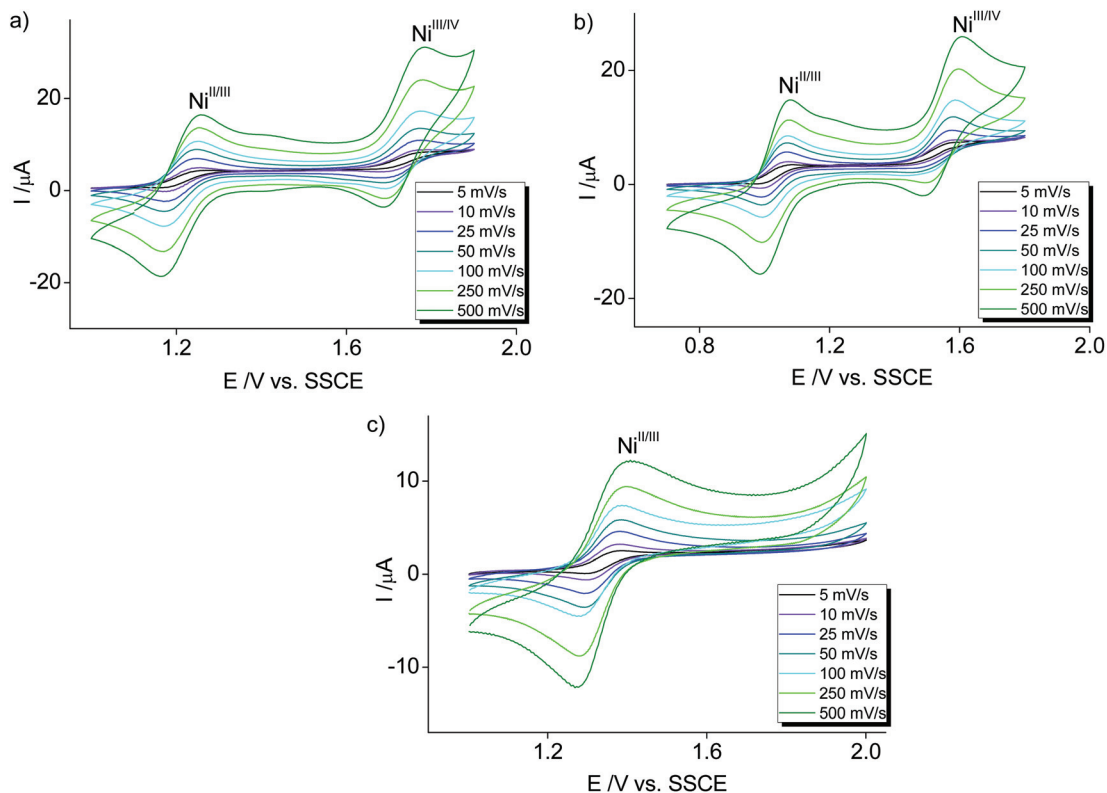 a)
Ni^II/III
Ni^III/IV
20
0
-20
I /µA
1.2
1.6
2.0
E /V vs. SSCE
5 mV/s
10 mV/s
25 mV/s
50 mV/s
100 mV/s
250 mV/s
500 mV/s
b)
Ni^II/III
Ni^III/IV
20
0
-20
I /µA
0.8
1.2
1.6
2.0
E /V vs. SSCE
5 mV/s
10 mV/s
25 mV/s
50 mV/s
100 mV/s
250 mV/s
500 mV/s
c)
Ni^II/III
10
0
-10
I /µA
1.2
1.6
2.0
E /V vs. SSCE
5 mV/s
10 mV/s
25 mV/s
50 mV/s
100 mV/s
250 mV/s
500 mV/s